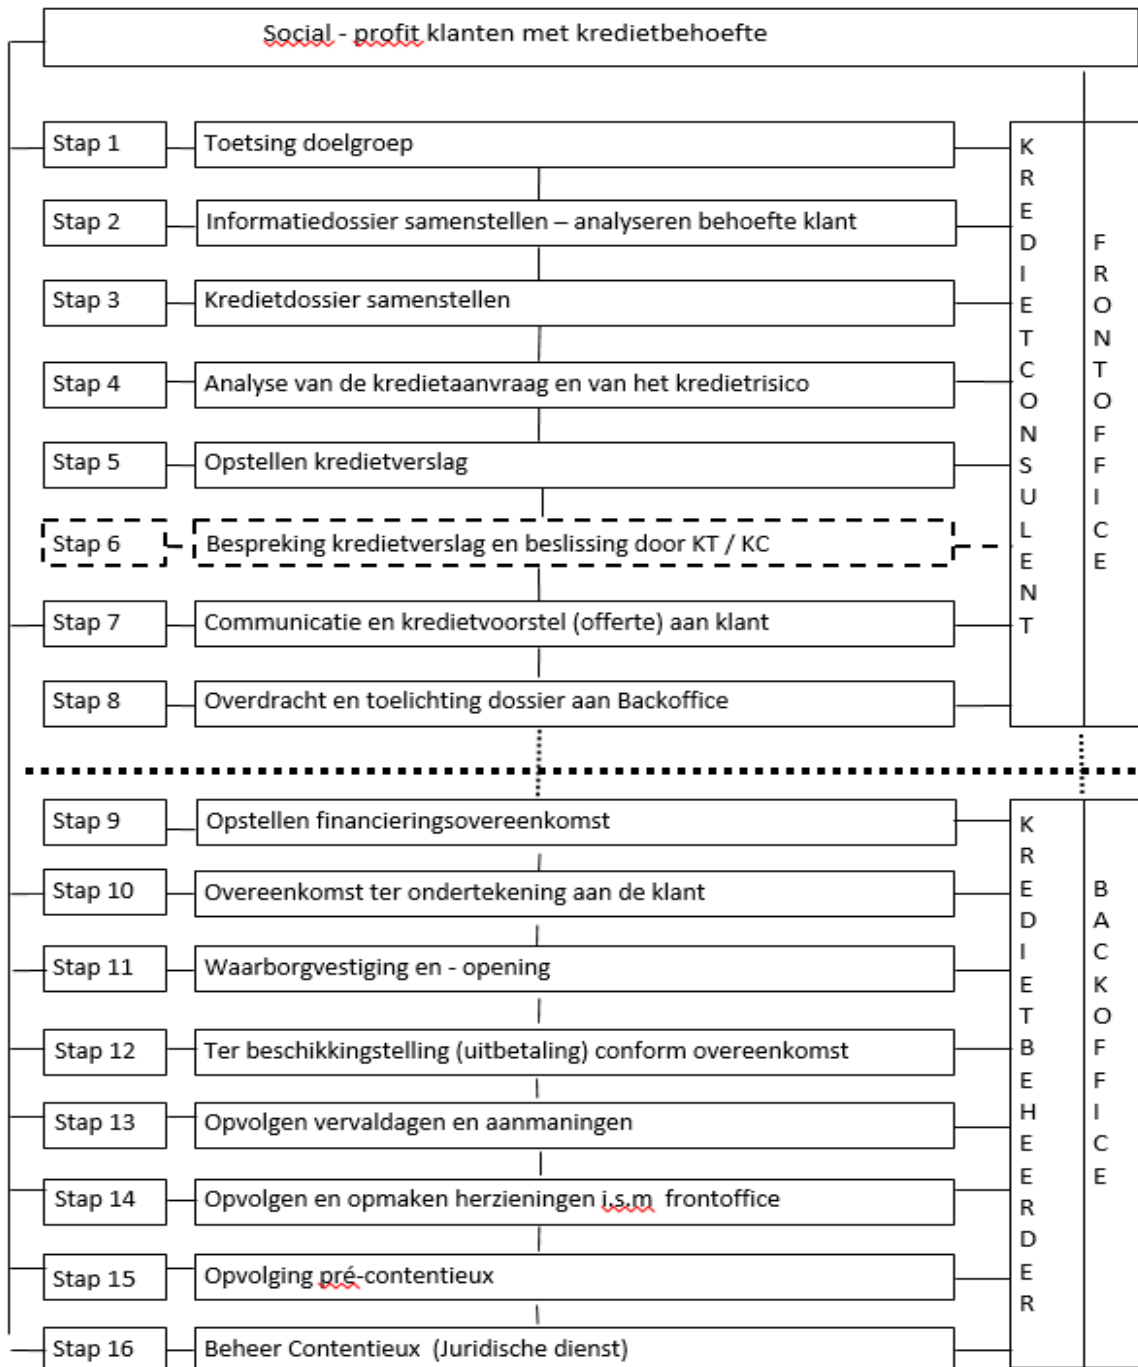 Social - profit klanten met kredietbehoefte
Stap 1 Toetsing doelgroep
Stap 2 Informatiedossier samenstellen – analyseren behoefte klant
Stap 3 Kredietdossier samenstellen
Stap 4 Analyse van de kredietaanvraag en van het kredietrisico
Stap 5 Opstellen kredietverslag
Stap 6 Bespreking kredietverslag en beslissing door KT / KC
Stap 7 Communicatie en kredietvoorstel (offerte) aan klant
Stap 8 Overdracht en toelichting dossier aan Backoffice
KREDIETCONSULENT
FRONTOFFICE
Stap 9 Opstellen financieringsovereenkomst
Stap 10 Overeenkomst ter ondertekening aan de klant
Stap 11 Waarborgvestiging en - opening
Stap 12 Ter beschikkingstelling (uitbetaling) conform overeenkomst
Stap 13 Opvolgen vervaldagen en aanmaningen
Stap 14 Opvolgen en opmaken herzieningen i.s.m frontoffice
Stap 15 Opvolging pré-contentieux
Stap 16 Beheer Contentieux (Juridische dienst)
KREDIETBEHEERDER
BACKOFFICE